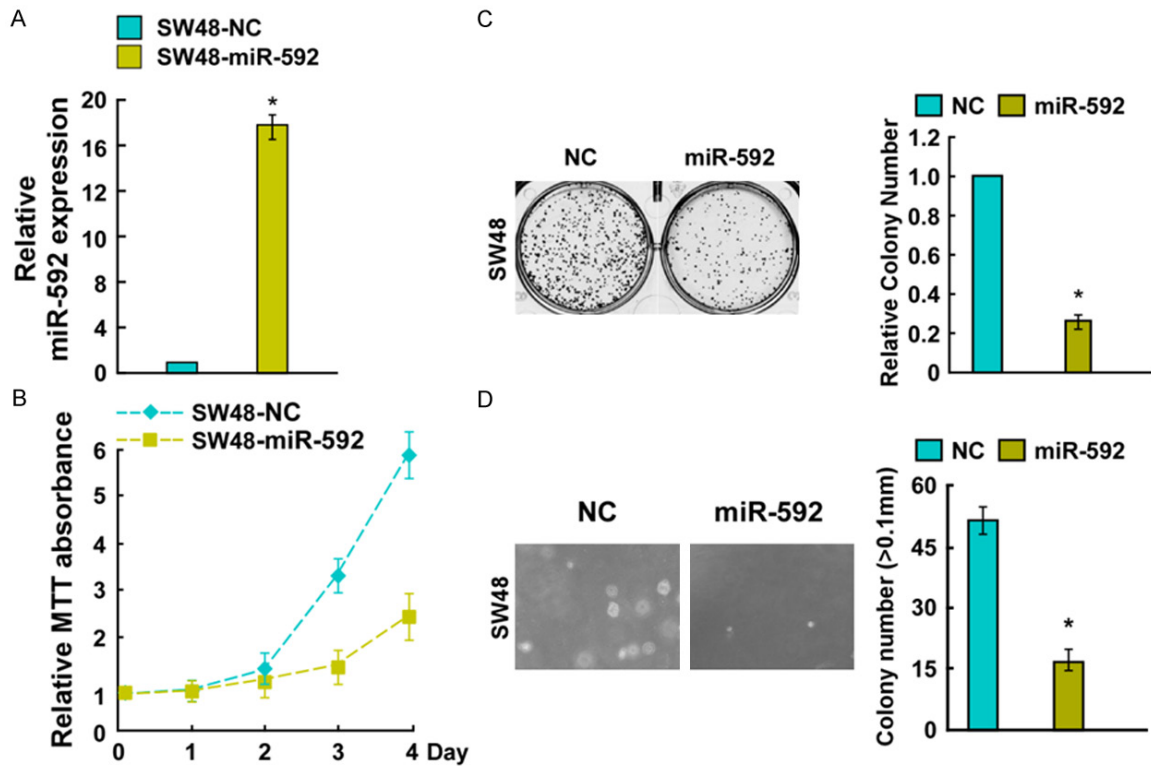 A
SW48-NC
SW48-miR-592
Relative
miR-592 expression
20
16
12
10
8
4
0
*
B
SW48-NC
SW48-miR-592
Relative MTT absorbance
6
5
4
3
2
1
0
0 1 2 3 4 Day
C
NC miR-592
SW48
NC miR-592
Relative Colony Number
1.2
1.0
0.8
0.6
0.4
0.2
0
*
D
NC miR-592
SW48
NC miR-592
Colony number (>0.1mm)
60
45
30
15
0
*